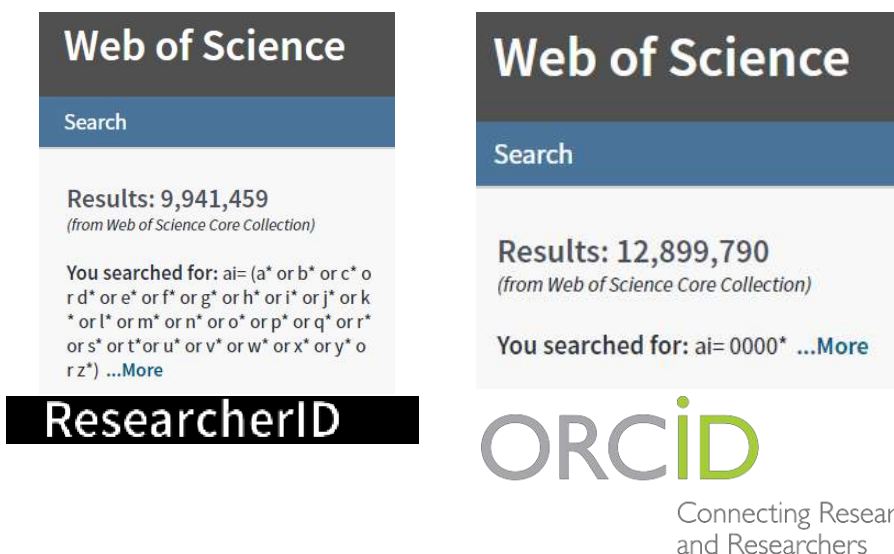 Web of Science
Search
Results: 9,941,459
(from Web of Science Core Collection)
You searched for: ai= (a* or b* or c* o
r d* or e* or f* or g* or h* or i* or j* or k
* or l* or m* or n* or o* or p* or q* or r*
or s* or t*or u* or v* or w* or x* or y* o
r z*) ...More
ResearcherID
Web of Science
Search
Results: 12,899,790
(from Web of Science Core Collection)
You searched for: ai= 0000* ...More
ORCiD
Connecting Resear
and Researchers